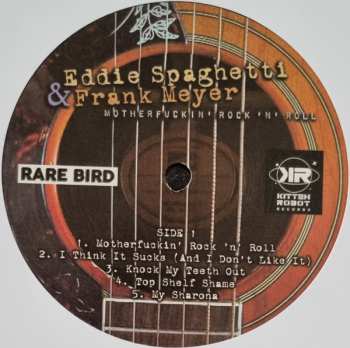 Eddie Spaghetti
& Frank Meyer
MOTHERFUCKIN' ROCK 'N' ROLL
RARE BIRD
KR
KITTEN
ROBOT
RECORDS
SIDE 1
1. Motherfuckin' Rock 'n' Roll
2. I Think It Sucks (And I Don't Like It)
3. Knock My Teeth Out
4. Top Shelf Shame
5. My Sharona